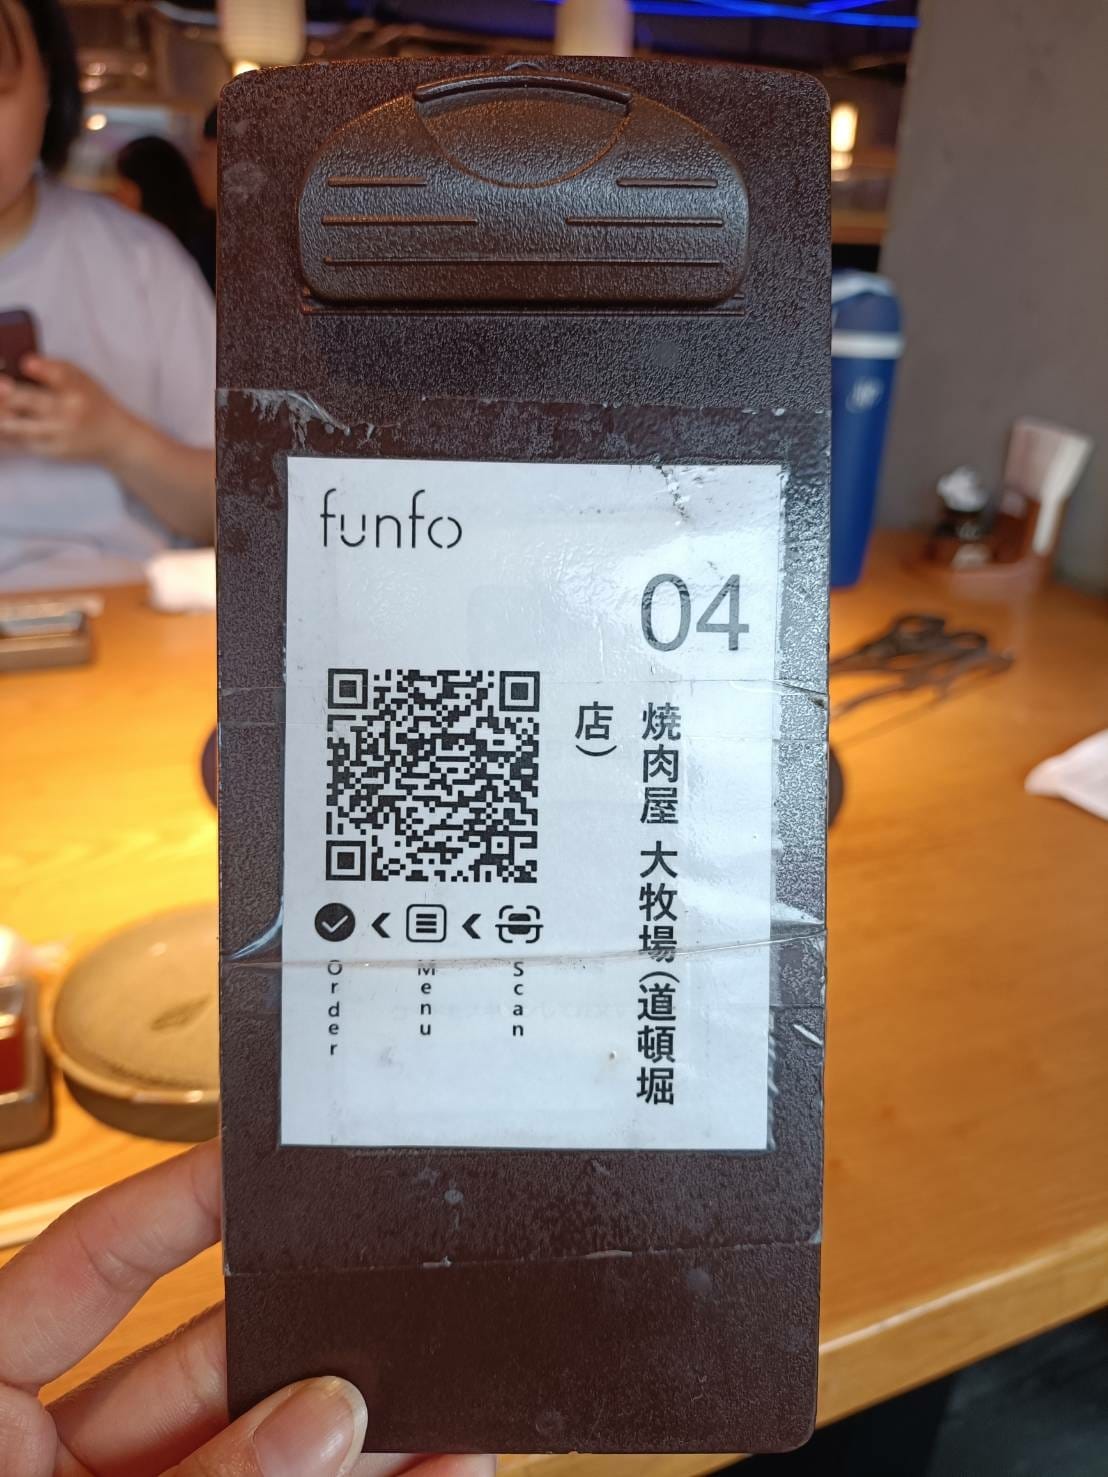 funfo
04
焼肉屋 大牧場(道頓堀
店)
Scan
Menu
Order